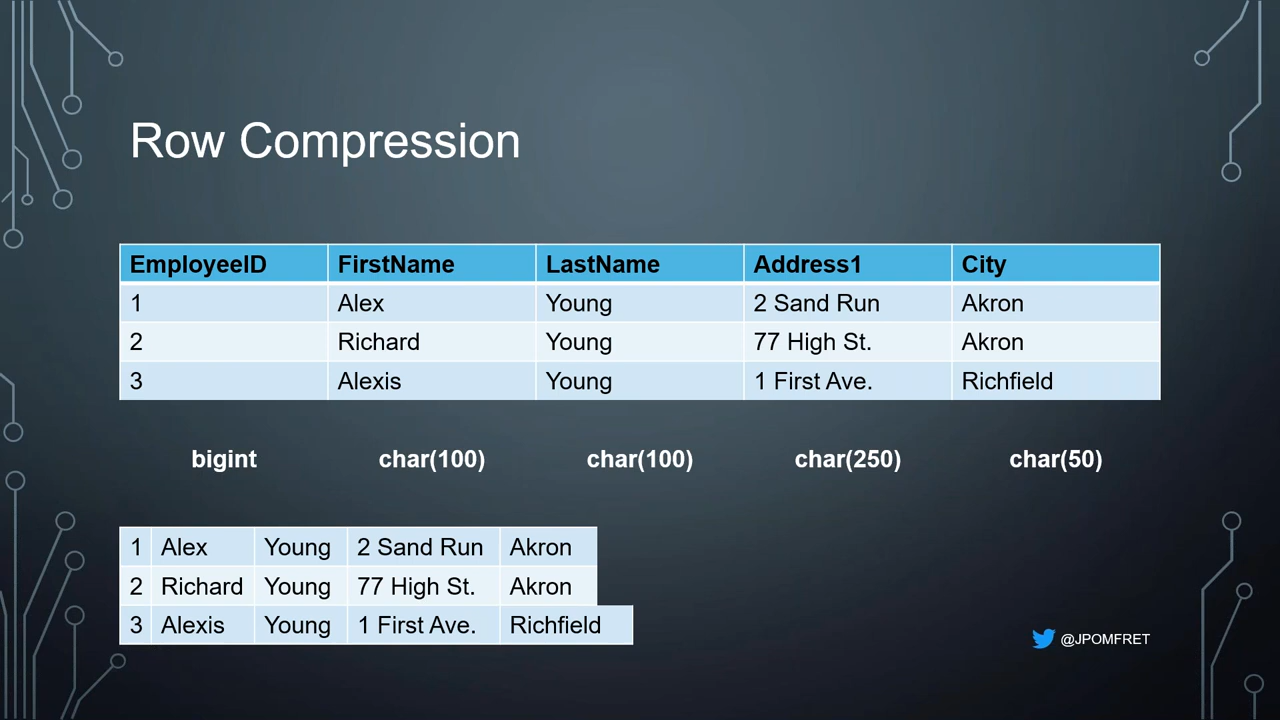 Row Compression
EmployeeID FirstName LastName Address1 City
1 Alex Young 2 Sand Run Akron
2 Richard Young 77 High St. Akron
3 Alexis Young 1 First Ave. Richfield
bigint char(100) char(100) char(250) char(50)
1 Alex Young 2 Sand Run Akron
2 Richard Young 77 High St. Akron
3 Alexis Young 1 First Ave. Richfield
@JPOMFRET